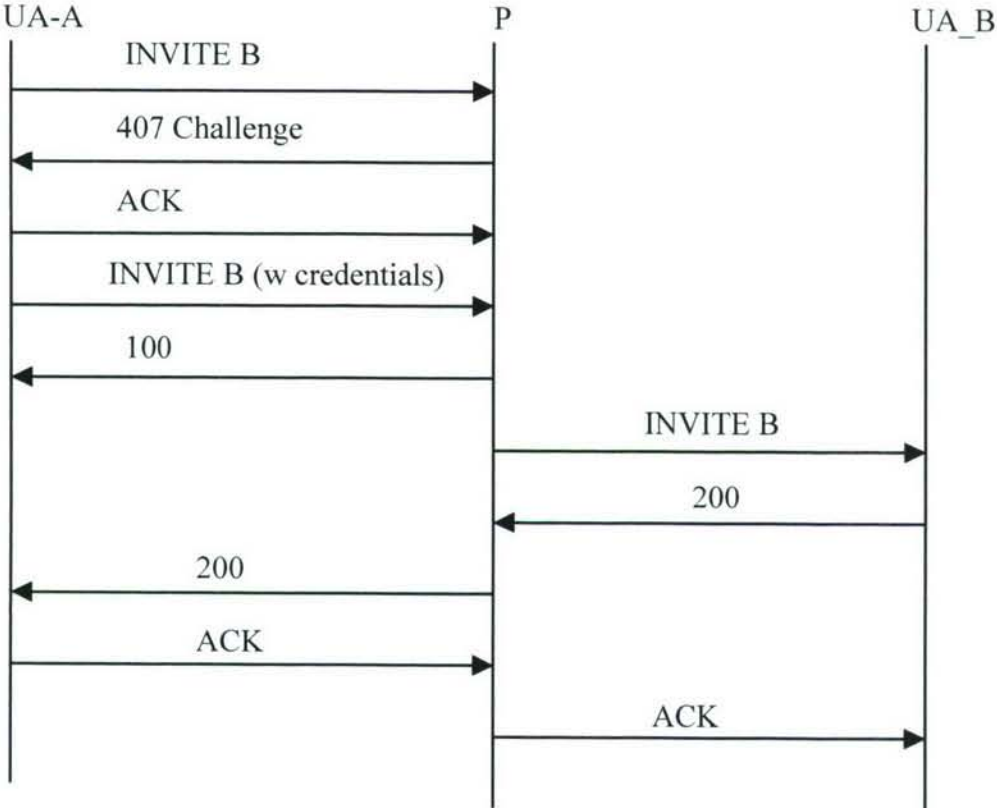 UA-A
P
UA_B
INVITE B
407 Challenge
ACK
INVITE B (w credentials)
100
INVITE B
200
200
ACK
ACK